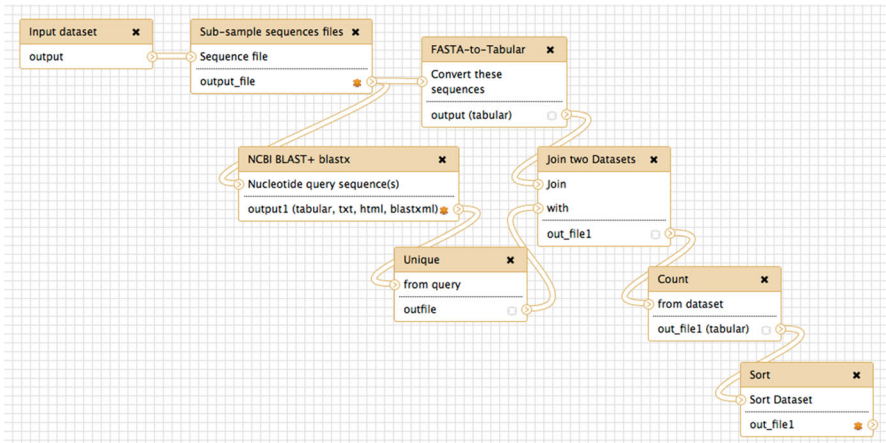 Input dataset ✖
output
Sub-sample sequences files ✖
Sequence file
output_file
FASTA-to-Tabular ✖
Convert these
sequences
output (tabular)
NCBI BLAST+ blastx ✖
Nucleotide query sequence(s)
output1 (tabular, txt, html, blastxml)
Join two Datasets ✖
Join
with
out_file1
Unique ✖
from query
outfile
Count ✖
from dataset
out_file1 (tabular)
Sort ✖
Sort Dataset
out_file1